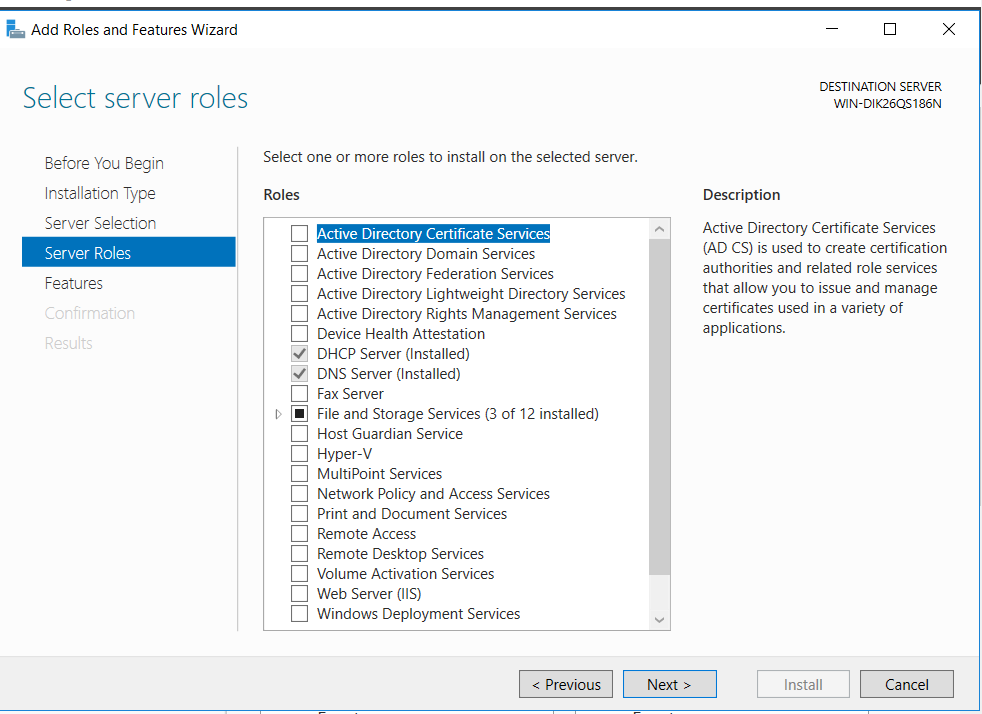 Add Roles and Features Wizard
Select server roles
DESTINATION SERVER
WIN-DIK26QS186N
Before You Begin
Installation Type
Server Selection
Server Roles
Features
Confirmation
Results
Select one or more roles to install on the selected server.
Roles
Active Directory Certificate Services
Active Directory Domain Services
Active Directory Federation Services
Active Directory Lightweight Directory Services
Active Directory Rights Management Services
Device Health Attestation
DHCP Server (Installed)
DNS Server (Installed)
Fax Server
File and Storage Services (3 of 12 installed)
Host Guardian Service
Hyper-V
MultiPoint Services
Network Policy and Access Services
Print and Document Services
Remote Access
Remote Desktop Services
Volume Activation Services
Web Server (IIS)
Windows Deployment Services
Description
Active Directory Certificate Services
(AD CS) is used to create certification
authorities and related role services
that allow you to issue and manage
certificates used in a variety of
applications.
< Previous
Next >
Install
Cancel